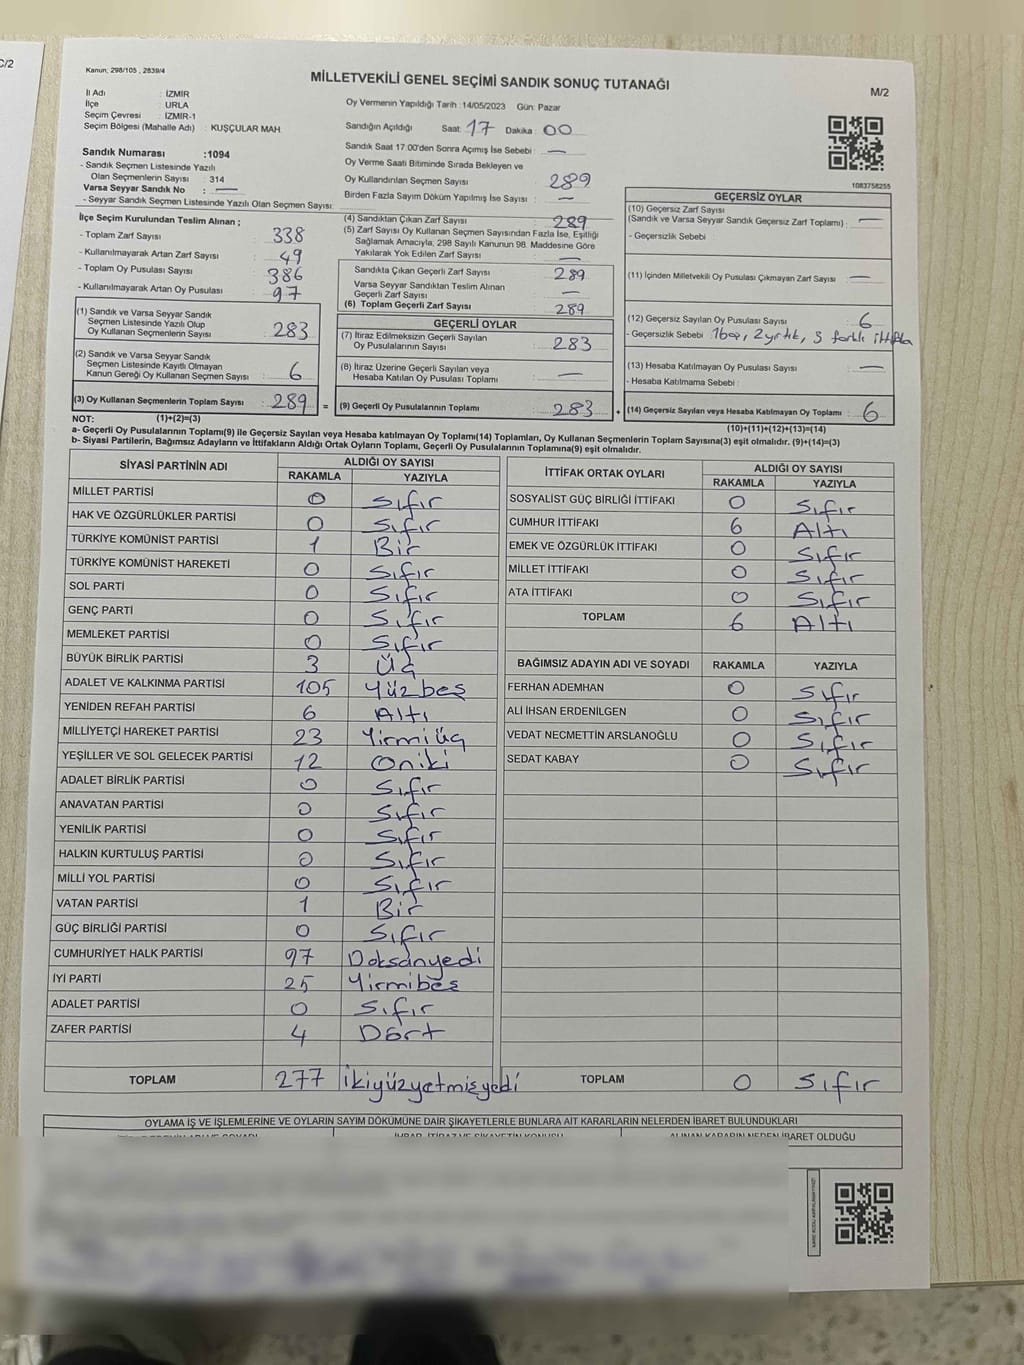 C/2
Kanun; 298/105 , 2839/4
MİLLETVEKİLİ GENEL SEÇİMİ SANDIK SONUÇ TUTANAĞI
M/2
İl Adı : İZMİR
İlçe : URLA
Seçim Çevresi : İZMİR-1
Seçim Bölgesi (Mahalle Adı) : KUŞÇULAR MAH
Sandık Numarası :1094
- Sandık Seçmen Listesinde Yazılı
Olan Seçmenlerin Sayısı : 314
Varsa Seyyar Sandık No : —
- Seyyar Sandık Seçmen Listesinde Yazılı Olan Seçmen Sayısı:
Oy Vermenin Yapıldığı Tarih :14/05/2023 Gün: Pazar
Sandığın Açıldığı Saat: 17 Dakika : 00
Sandık Saat 17:00'den Sonra Açımış İse Sebebi : —
Oy Verme Saati Bitiminde Sırada Bekleyen ve
Oy Kullandırılan Seçmen Sayısı 289
Birden Fazla Sayım Döküm Yapılmış İse Sayısı : —
1083758255
İlçe Seçim Kurulundan Teslim Alınan ;
- Toplam Zarf Sayısı : 338
- Kullanılmayarak Artan Zarf Sayısı : 49
- Toplam Oy Pusulası Sayısı : 386
- Kullanılmayarak Artan Oy Pusulası : 97
(1) Sandık ve Varsa Seyyar Sandık
Seçmen Listesinde Yazılı Olup
Oy Kullanan Seçmenlerin Sayısı : 283
(2) Sandık ve Varsa Seyyar Sandık
Seçmen Listesinde Kayıtlı Olmayan
Kanun Gereği Oy Kullanan Seçmen Sayısı : 6
(3) Oy Kullanan Seçmenlerin Toplam Sayısı : 289 =
(4) Sandıktan Çıkan Zarf Sayısı : 289
(5) Zarf Sayısı Oy Kullanan Seçmen Sayısından Fazla İse, Eşitliği
Sağlamak Amacıyla, 298 Sayılı Kanunun 98. Maddesine Göre
Yakılarak Yok Edilen Zarf Sayısı : —
Sandıkta Çıkan Geçerli Zarf Sayısı : 289
Varsa Seyyar Sandıktan Teslim Alınan
Geçerli Zarf Sayısı : —
(6) Toplam Geçerli Zarf Sayısı : 289
GEÇERLİ OYLAR
(7) İtiraz Edilmeksizin Geçerli Sayılan
Oy Pusulalarının Sayısı : 283
(8) İtiraz Üzerine Geçerli Sayılan veya
Hesaba Katılan Oy Pusulası Toplamı : —
(9) Geçerli Oy Pusulalarının Toplamı : 283 +
GEÇERSİZ OYLAR
(10) Geçersiz Zarf Sayısı
(Sandık ve Varsa Seyyar Sandık Geçersiz Zarf Toplamı) : —
- Geçersizlik Sebebi
(11) İçinden Milletvekili Oy Pusulası Çıkmayan Zarf Sayısı : —
(12) Geçersiz Sayılan Oy Pusulası Sayısı : 6
- Geçersizlik Sebebi : 1boş, 2yırtık, 3 farklı ittifa
(13) Hesaba Katılmayan Oy Pusulası Sayısı : —
- Hesaba Katılmama Sebebi :
(14) Geçersiz Sayılan veya Hesaba Katılmayan Oy Toplamı : 6
NOT: (1)+(2)=(3)
(10)+(11)+(12)+(13)=(14)
a- Geçerli Oy Pusulalarının Toplamı(9) ile Geçersiz Sayılan veya Hesaba katılmayan Oy Toplamı(14) Toplamları, Oy Kullanan Seçmenlerin Toplam Sayısına(3) eşit olmalıdır. (9)+(14)=(3)
b- Siyasi Partilerin, Bağımsız Adayların ve İttifakların Aldığı Ortak Oyların Toplamı, Geçerli Oy Pusulalarının Toplamına(9) eşit olmalıdır.
SİYASİ PARTİNİN ADI ALDIĞI OY SAYISI
RAKAMLA YAZIYLA
MİLLET PARTİSİ 0 Sıfır
HAK VE ÖZGÜRLÜKLER PARTİSİ 0 Sıfır
TÜRKİYE KOMÜNİST PARTİSİ 1 Bir
TÜRKİYE KOMÜNİST HAREKETİ 0 Sıfır
SOL PARTİ 0 Sıfır
GENÇ PARTİ 0 Sıfır
MEMLEKET PARTİSİ 0 Sıfır
BÜYÜK BİRLİK PARTİSİ 3 Üç
ADALET VE KALKINMA PARTİSİ 105 Yüzbeş
YENİDEN REFAH PARTİSİ 6 Altı
MİLLİYETÇİ HAREKET PARTİSİ 23 Yirmiüç
YEŞİLLER VE SOL GELECEK PARTİSİ 12 Oniki
ADALET BİRLİK PARTİSİ 0 Sıfır
ANAVATAN PARTİSİ 0 Sıfır
YENİLİK PARTİSİ 0 Sıfır
HALKIN KURTULUŞ PARTİSİ 0 Sıfır
MİLLİ YOL PARTİSİ 0 Sıfır
VATAN PARTİSİ 1 Bir
GÜÇ BİRLİĞİ PARTİSİ 0 Sıfır
CUMHURİYET HALK PARTİSİ 97 Doksanyedi
İYİ PARTİ 25 Yirmibeş
ADALET PARTİSİ 0 Sıfır
ZAFER PARTİSİ 4 Dört
TOPLAM 277 ikiyüzyetmişyedi
İTTİFAK ORTAK OYLARI ALDIĞI OY SAYISI
RAKAMLA YAZIYLA
SOSYALİST GÜÇ BİRLİĞİ İTTİFAKI 0 Sıfır
CUMHUR İTTİFAKI 6 Altı
EMEK VE ÖZGÜRLÜK İTTİFAKI 0 Sıfır
MİLLET İTTİFAKI 0 Sıfır
ATA İTTİFAKI 0 Sıfır
TOPLAM 6 Altı
BAĞIMSIZ ADAYIN ADI VE SOYADI RAKAMLA YAZIYLA
FERHAN ADEMHAN 0 Sıfır
ALİ İHSAN ERDENİLGEN 0 Sıfır
VEDAT NECMETTİN ARSLANOĞLU 0 Sıfır
SEDAT KABAY 0 Sıfır
TOPLAM 0 Sıfır
OYLAMA İŞ VE İŞLEMLERİNE VE OYLARIN SAYIM DÖKÜMÜNE DAİR ŞİKAYETLERLE BUNLARA AİT KARARLARIN NELERDEN İBARET BULUNDUKLARI
İHBAR, İTİRAZ VE ŞİKAYETİN KONUSU ALINAN KARARIN NEDEN İBARET OLDUĞU